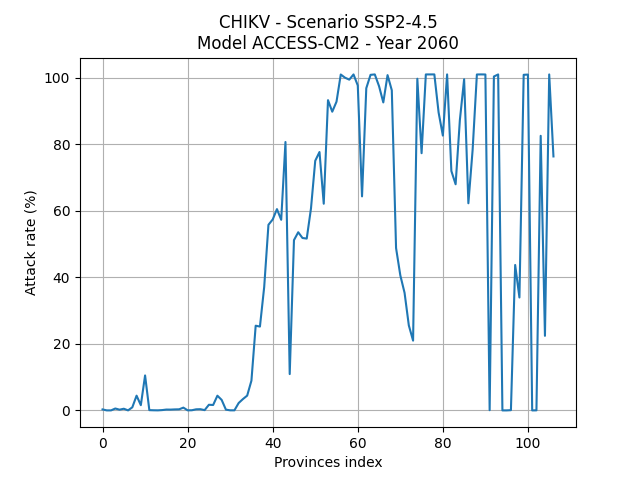 CHIKV - Scenario SSP2-4.5
Model ACCESS-CM2 - Year 2060
100
80
60
40
20
0
Attack rate (%)
0 20 40 60 80 100
Provinces index